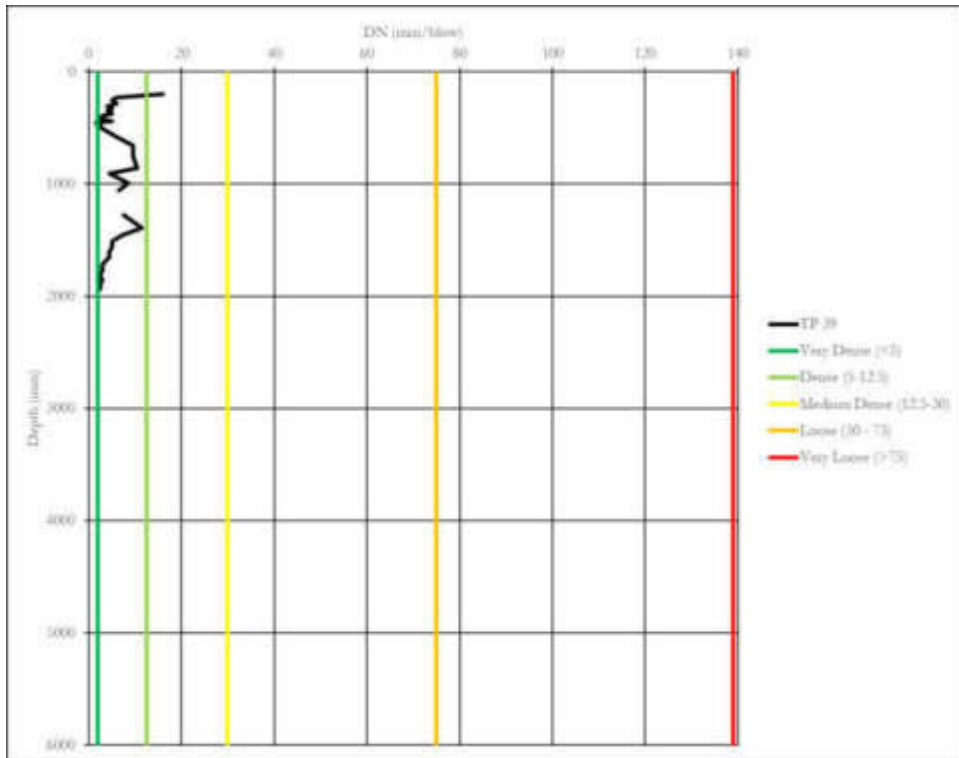 DN (mm/blow)
0 20 40 60 80 100 120 140
0
1000
2000
3000
4000
5000
6000
Depth (mm)
TP 39
Very Dense (<5)
Dense (5-12.5)
Medium Dense (12.5-30)
Loose (30 - 75)
Very Loose (>75)